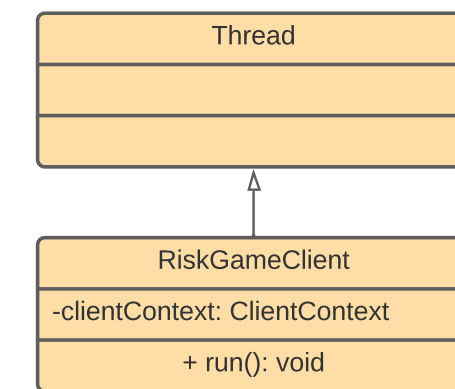 Thread
RiskGameClient
-clientContext: ClientContext
+ run(): void